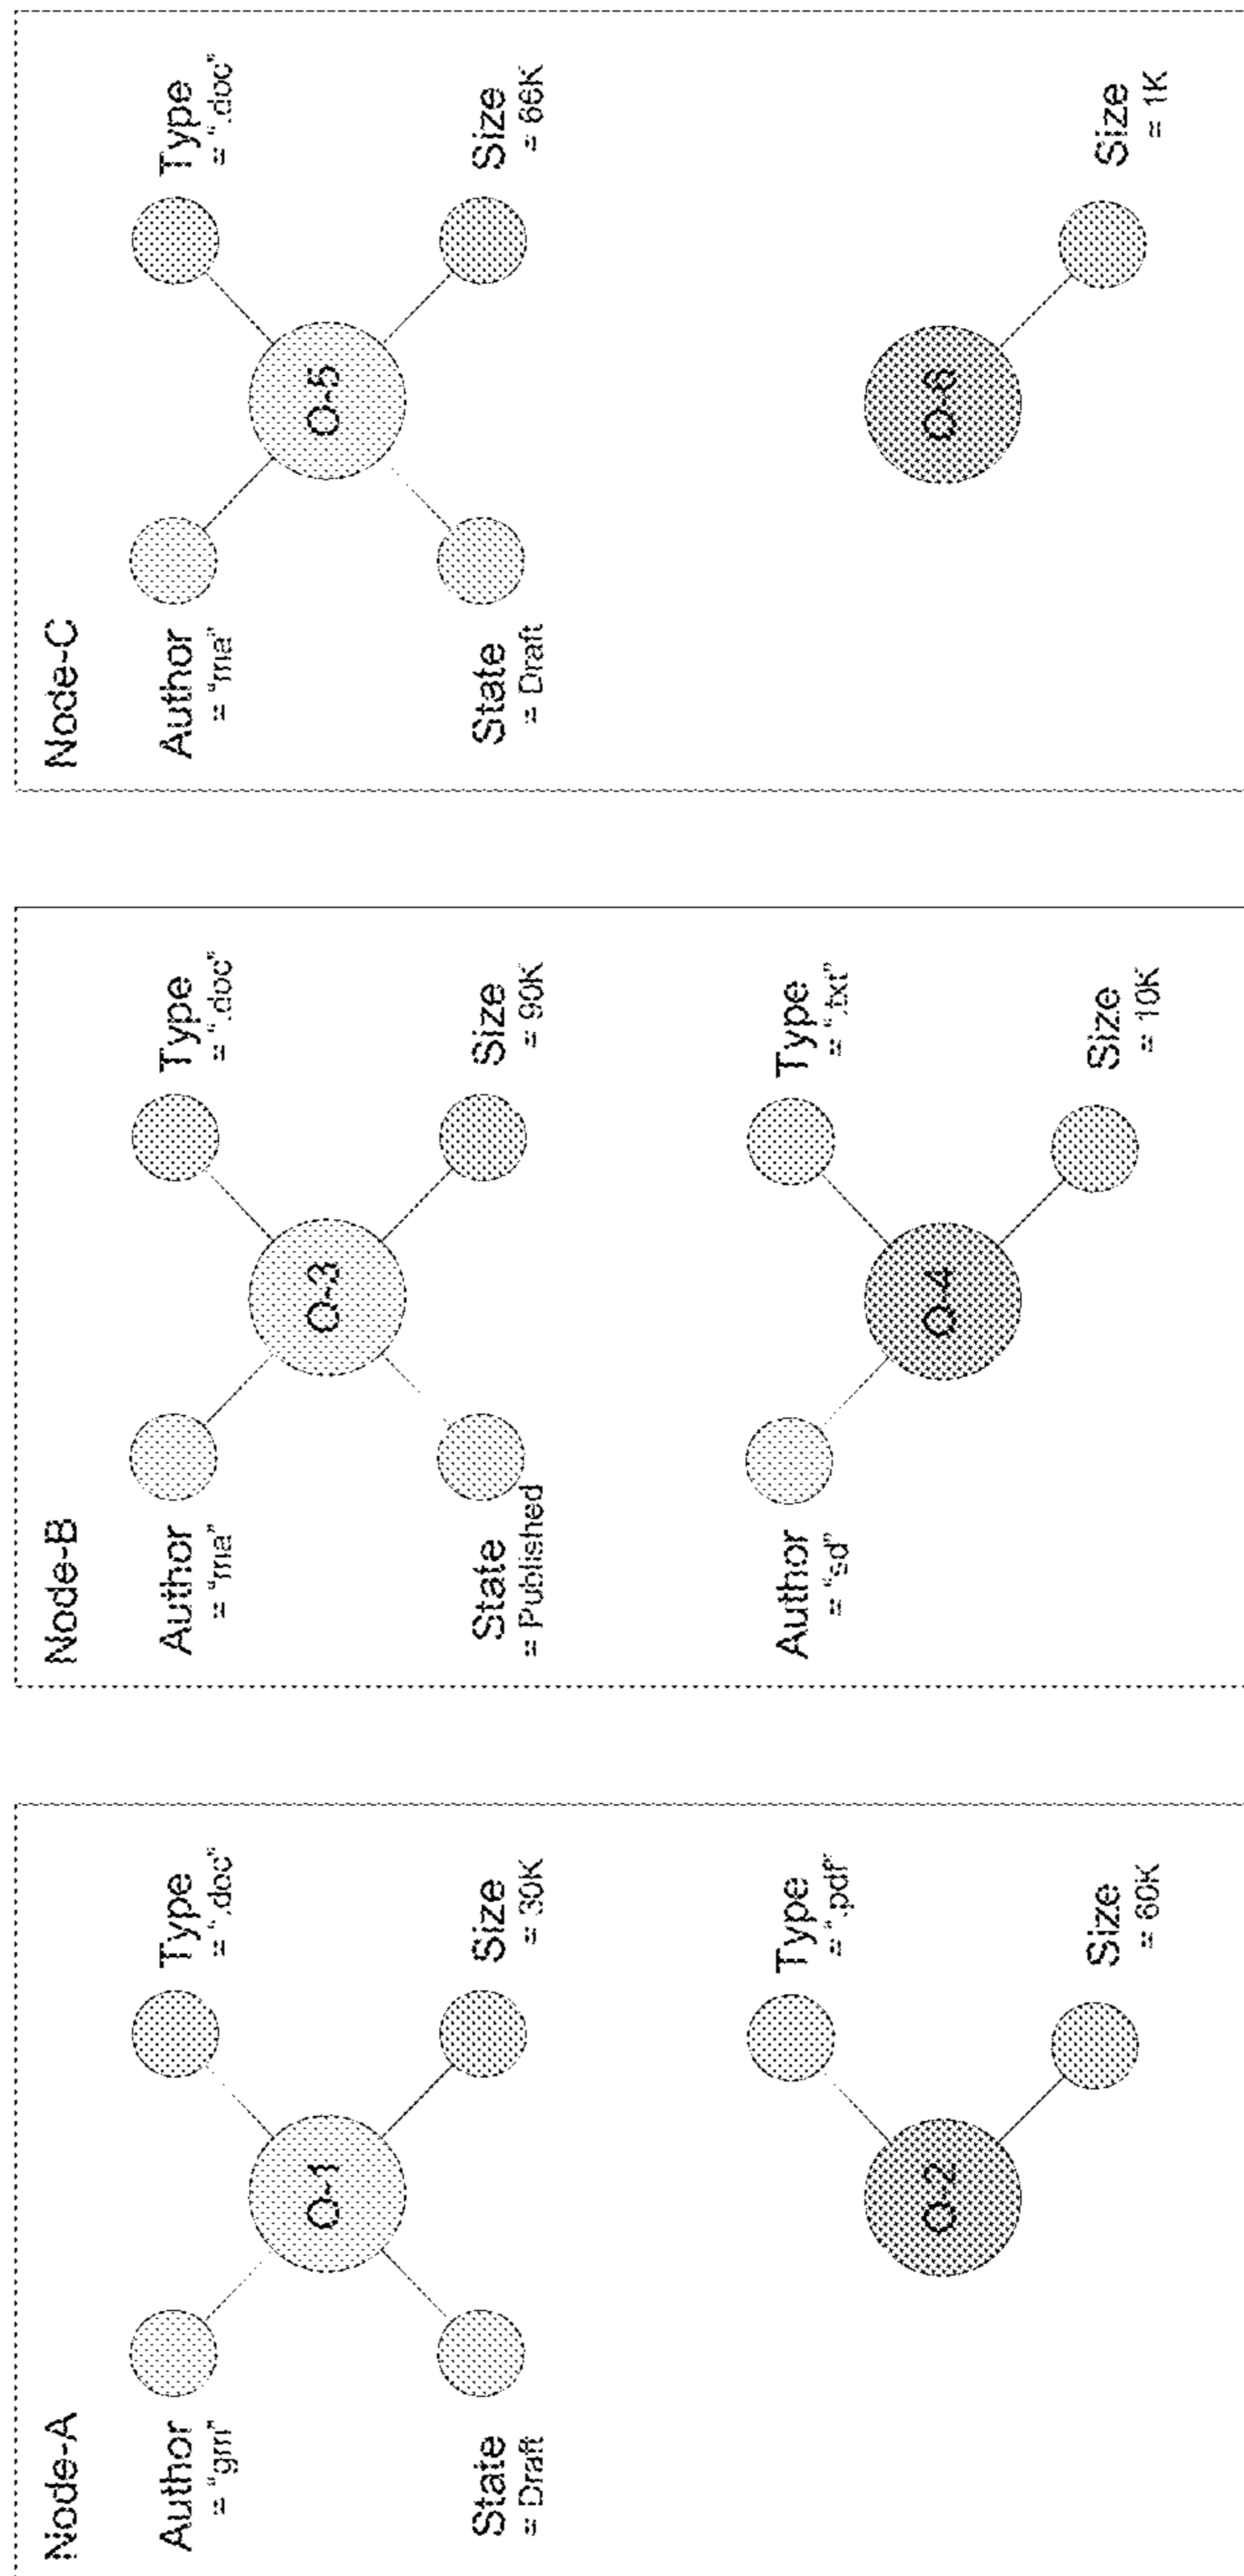 Node-A
Author
= "gm"
Type
= ".doc"
O-1
State
= Draft
Size
= 30K
Type
= ".pdf"
O-2
Size
= 60K
Node-B
Author
= "ma"
Type
= ".doc"
O-3
State
= Published
Size
= 90K
Author
= "sd"
Type
= ".txt"
O-4
Size
= 10K
Node-C
Author
= "ma"
Type
= ".doc"
O-5
State
= Draft
Size
= 66K
O-6
Size
= 1K